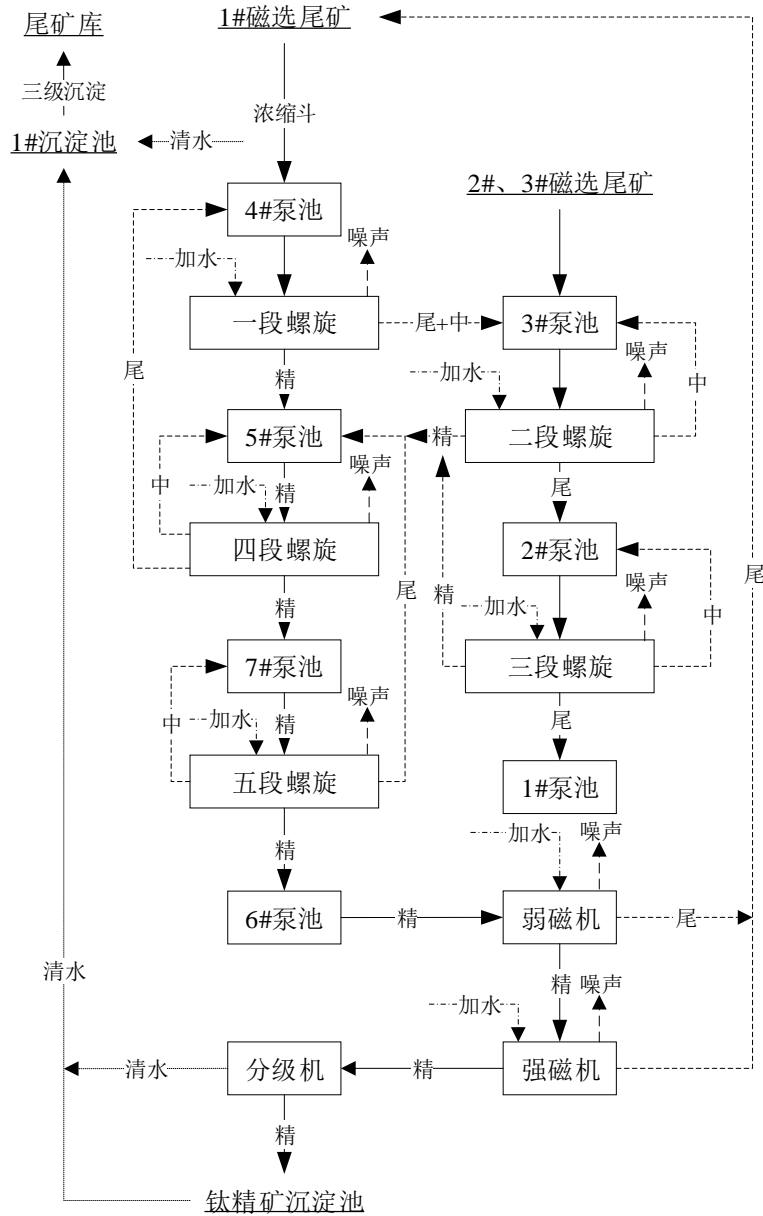 1#磁选尾矿
尾矿库
三级沉淀
浓缩斗
1#沉淀池
清水
2#、3#磁选尾矿
4#泵池
噪声
加水
一段螺旋
尾+中
3#泵池
噪声
尾
精
加水
中
5#泵池
精
二段螺旋
噪声
中
加水
精
尾
四段螺旋
2#泵池
尾
噪声
精
尾
精
加水
中
7#泵池
三段螺旋
噪声
中
加水
精
尾
五段螺旋
1#泵池
噪声
加水
精
6#泵池
精
弱磁机
尾
清水
精
噪声
加水
清水
分级机
精
强磁机
精
钛精矿沉淀池